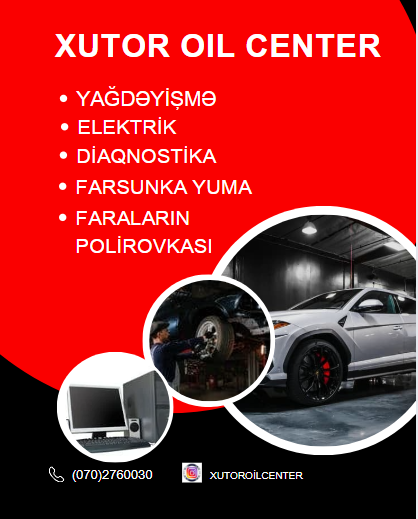 XUTOR OIL CENTER
• YAĞDƏYİŞMƏ
• ELEKTRİK
• DİAQNOSTİKA
• FARSUNKA YUMA
• FARALARIN
POLİROVKASI
(070)2760030 XUTOROİLCENTER